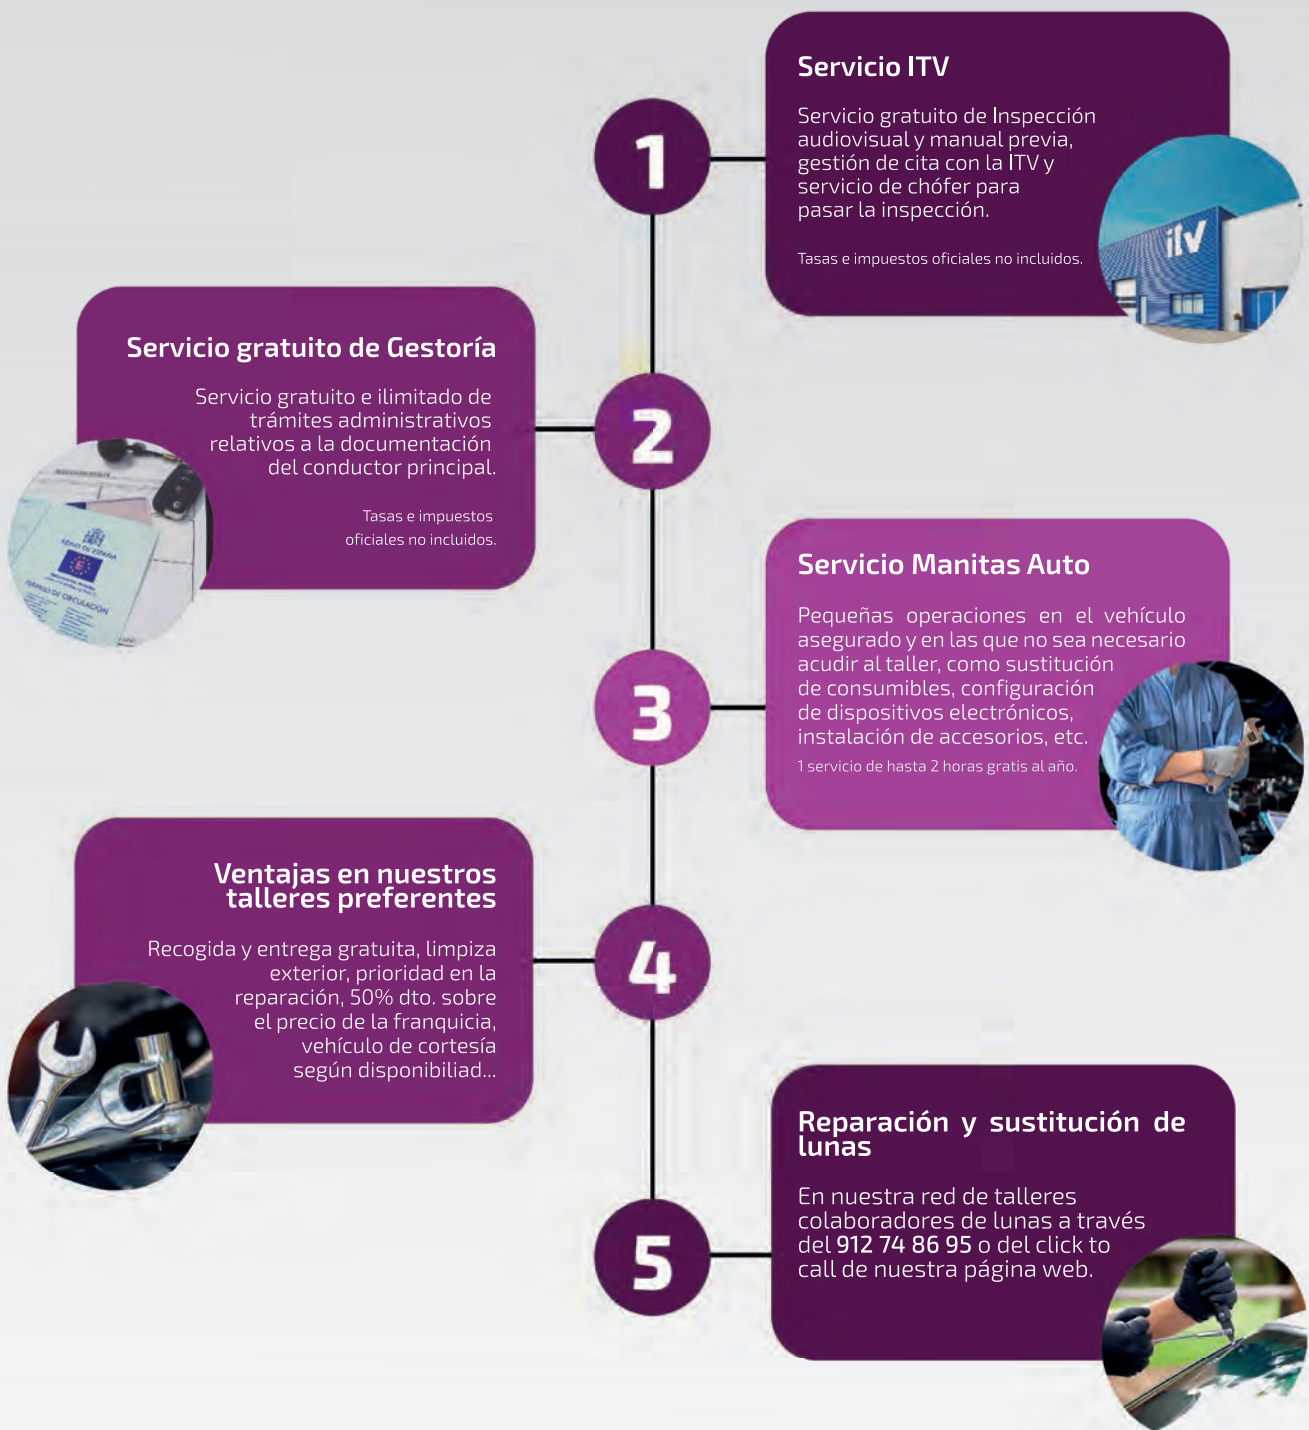 1
Servicio ITV
Servicio gratuito de Inspección
audiovisual y manual previa,
gestión de cita con la ITV y
servicio de chófer para
pasar la inspección.
Tasas e impuestos oficiales no incluidos.
itv
2
Servicio gratuito de Gestoría
Servicio gratuito e ilimitado de
trámites administrativos
relativos a la documentación
del conductor principal.
Tasas e impuestos
oficiales no incluidos.
REINO DE ESPAÑA
E
PERMISO DE CIRCULACIÓN
3
Servicio Manitas Auto
Pequeñas operaciones en el vehículo
asegurado y en las que no sea necesario
acudir al taller, como sustitución
de consumibles, configuración
de dispositivos electrónicos,
instalación de accesorios, etc.
1 servicio de hasta 2 horas gratis al año.
4
Ventajas en nuestros
talleres preferentes
Recogida y entrega gratuita, limpiza
exterior, prioridad en la
reparación, 50% dto. sobre
el precio de la franquicia,
vehículo de cortesía
según disponibiliad...
5
Reparación y sustitución de
lunas
En nuestra red de talleres
colaboradores de lunas a través
del 912 74 86 95 o del click to
call de nuestra página web.